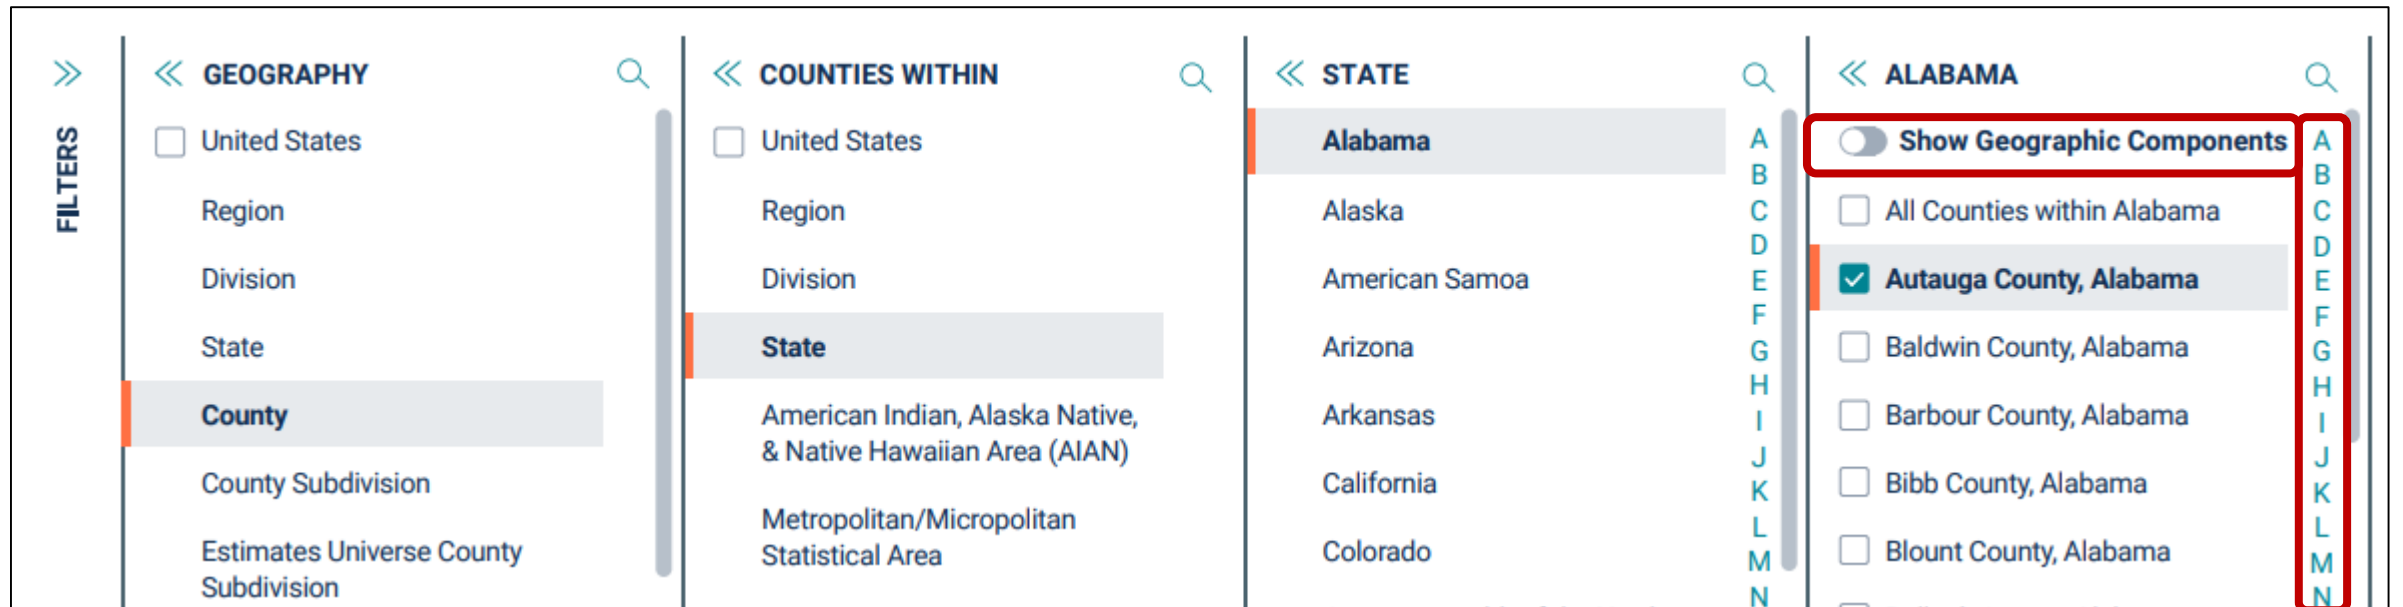 FILTERS
GEOGRAPHY
United States
Region
Division
State
County
County Subdivision
Estimates Universe County
Subdivision
COUNTIES WITHIN
United States
Region
Division
State
American Indian, Alaska Native,
& Native Hawaiian Area (AIAN)
Metropolitan/Micropolitan
Statistical Area
STATE
Alabama
Alaska
American Samoa
Arizona
Arkansas
California
Colorado
A
B
C
D
E
F
G
H
I
J
K
L
M
N
ALABAMA
Show Geographic Components
All Counties within Alabama
Autauga County, Alabama
Baldwin County, Alabama
Barbour County, Alabama
Bibb County, Alabama
Blount County, Alabama
A
B
C
D
E
F
G
H
I
J
K
L
M
N